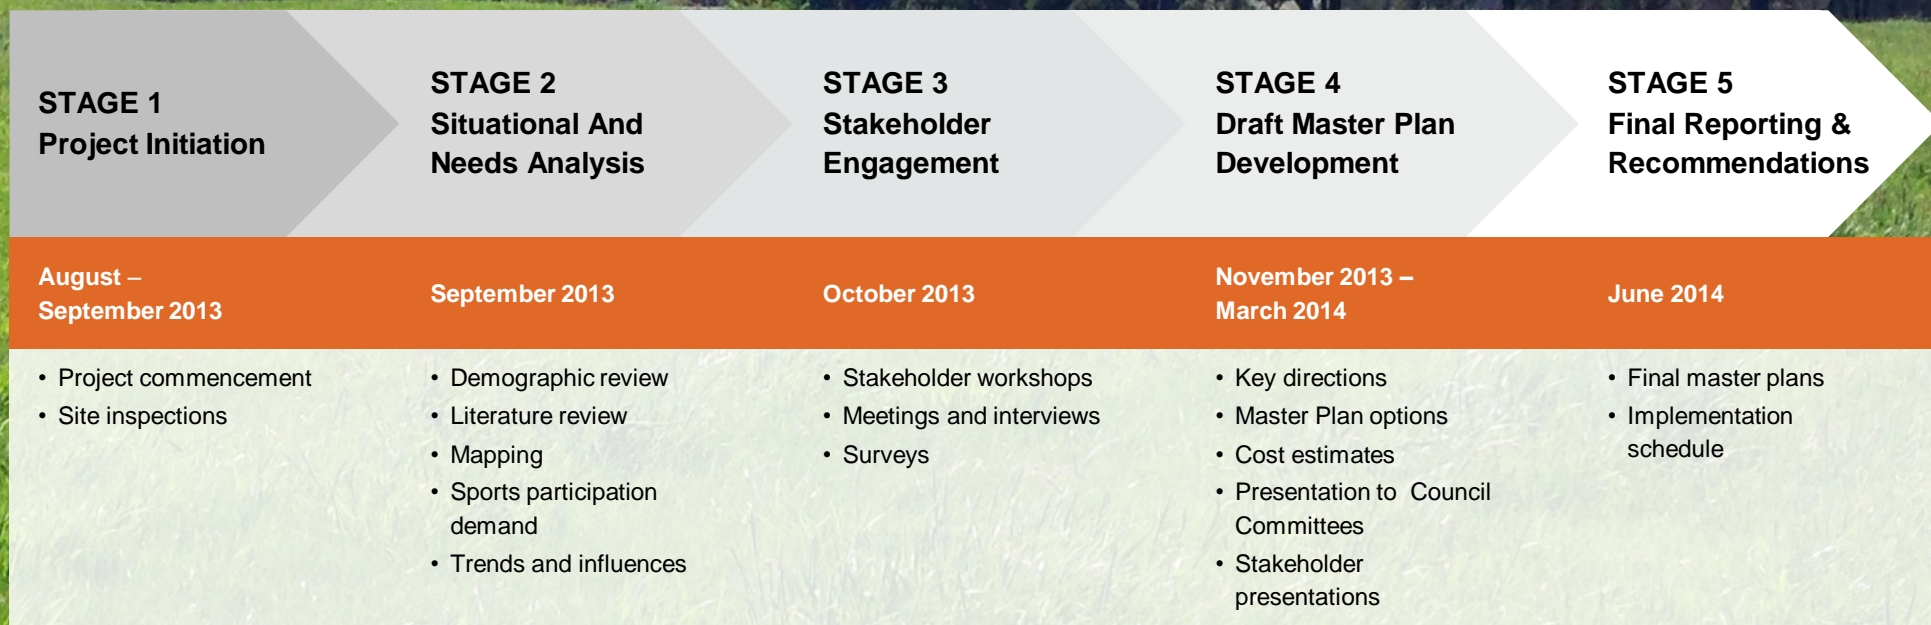 STAGE 1
Project Initiation
STAGE 2
Situational And
Needs Analysis
STAGE 3
Stakeholder
Engagement
STAGE 4
Draft Master Plan
Development
STAGE 5
Final Reporting &
Recommendations
August –
September 2013
September 2013
October 2013
November 2013 –
March 2014
June 2014
• Project commencement
• Site inspections
• Demographic review
• Literature review
• Mapping
• Sports participation
demand
• Trends and influences
• Stakeholder workshops
• Meetings and interviews
• Surveys
• Key directions
• Master Plan options
• Cost estimates
• Presentation to Council
Committees
• Stakeholder
presentations
• Final master plans
• Implementation
schedule